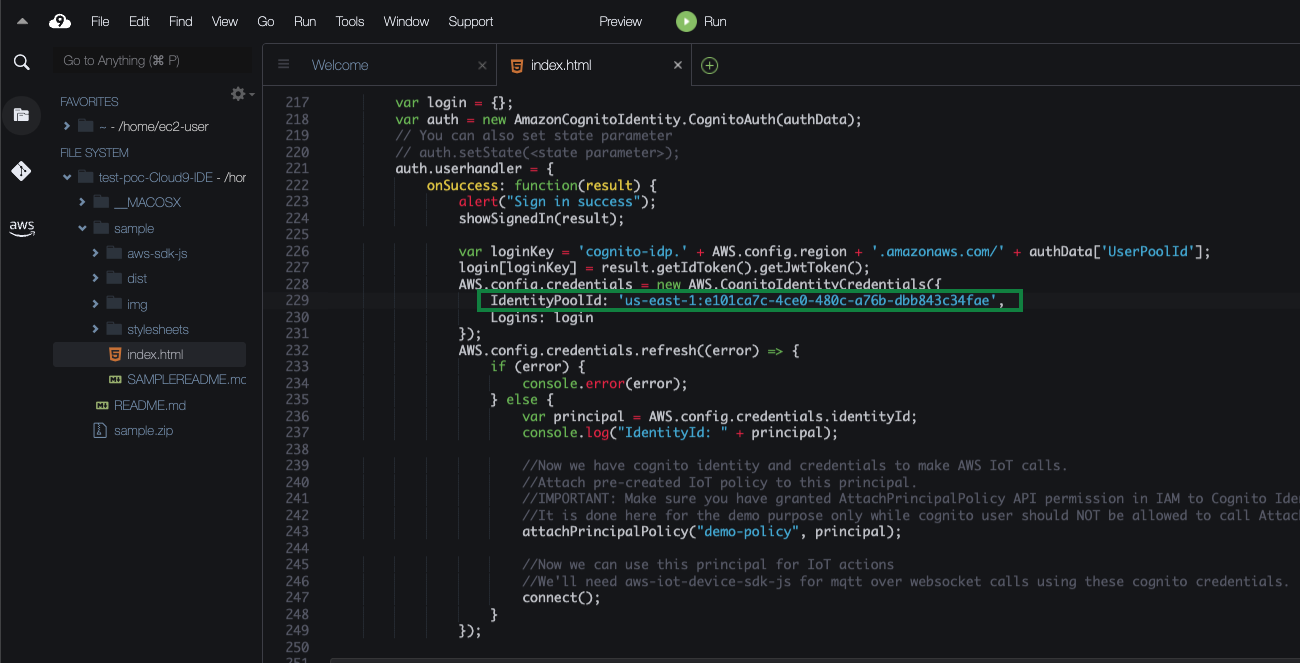 File Edit Find View Go Run Tools Window Support Preview Run
Go to Anything (⌘ P)
Welcome
index.html
FAVORITES
~ - /home/ec2-user
FILE SYSTEM
test-poc-Cloud9-IDE - /hor
__MACOSX
sample
aws-sdk-js
dist
img
stylesheets
index.html
SAMPLEREADME.mc
README.md
sample.zip
aws
217 var login = {};
218 var auth = new AmazonCognitoIdentity.CognitoAuth(authData);
219 // You can also set state parameter
220 // auth.setState(<state parameter>);
221 auth.userhandler = {
222 onSuccess: function(result) {
223 alert("Sign in success");
224 showSignedIn(result);
225
226 var loginKey = 'cognito-idp.' + AWS.config.region + '.amazonaws.com/' + authData['UserPoolId'];
227 login[loginKey] = result.getIdToken().getJwtToken();
228 AWS.config.credentials = new AWS.CognitoIdentityCredentials({
229 IdentityPoolId: 'us-east-1:e101ca7c-4ce0-480c-a76b-dbb843c34fae',
230 Logins: login
231 });
232 AWS.config.credentials.refresh((error) => {
233 if (error) {
234 console.error(error);
235 } else {
236 var principal = AWS.config.credentials.identityId;
237 console.log("IdentityId: " + principal);
238
239 //Now we have cognito identity and credentials to make AWS IoT calls.
240 //Attach pre-created IoT policy to this principal.
241 //IMPORTANT: Make sure you have granted AttachPrincipalPolicy API permission in IAM to Cognito Ide
242 //It is done here for the demo purpose only while cognito user should NOT be allowed to call Attac
243 attachPrincipalPolicy("demo-policy", principal);
244
245 //Now we can use this principal for IoT actions
246 //We'll need aws-iot-device-sdk-js for mqtt over websocket calls using these cognito credentials.
247 connect();
248 }
249 });
250
251